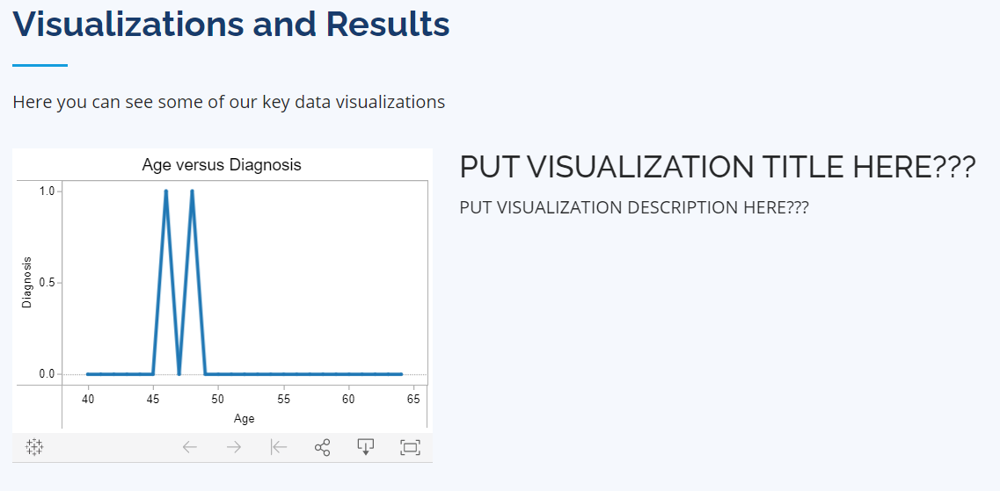 Visualizations and Results
Here you can see some of our key data visualizations
Age versus Diagnosis
1.0
0.5
0.0
Diagnosis
40 45 50 55 60 65
Age
PUT VISUALIZATION TITLE HERE???
PUT VISUALIZATION DESCRIPTION HERE???